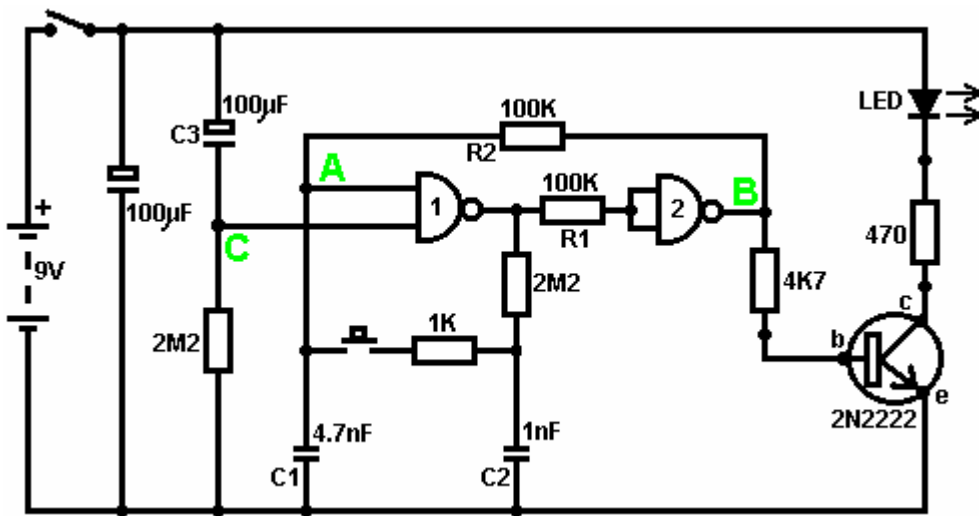 100µF
C3
100K
R2
LED
A
1
100K
R1
2
B
+
100µF
C
470
9V
2M2
2M2
4K7
1K
c
b
e
2N2222
4.7nF
C1
1nF
C2